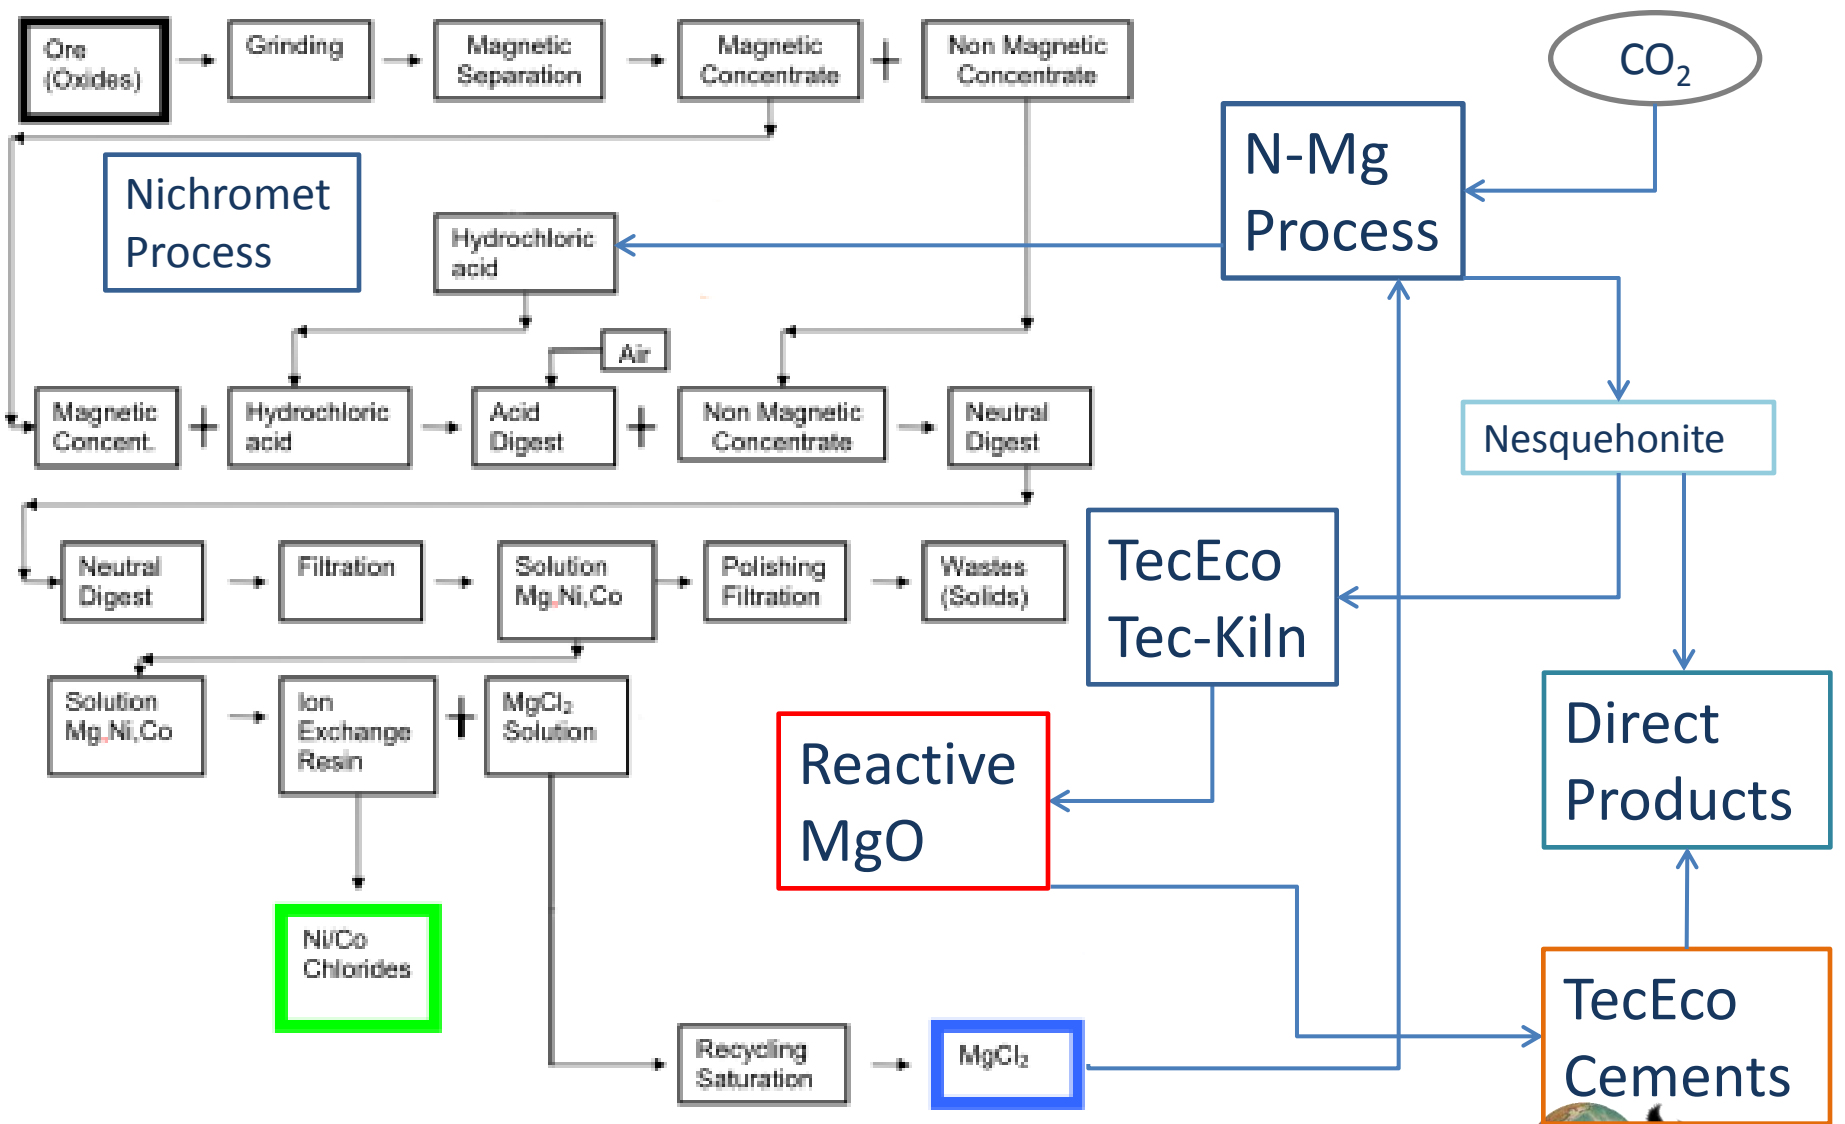 Ore
(Oxides)
Grinding
Magnetic
Separation
Magnetic
Concentrate
+
Non Magnetic
Concentrate
CO₂
Nichromet
Process
N-Mg
Process
Hydrochloric
acid
Air
Magnetic
Concent.
+
Hydrochloric
acid
Acid
Digest
+
Non Magnetic
Concentrate
Neutral
Digest
Nesquehonite
Neutral
Digest
Filtration
Solution
Mg,Ni,Co
Polishing
Filtration
Wastes
(Solids)
TecEco
Tec-Kiln
Solution
Mg,Ni,Co
Ion
Exchange
Resin
+
MgCl₂
Solution
Reactive
MgO
Direct
Products
Ni/Co
Chlorides
Recycling
Saturation
MgCl₂
TecEco
Cements